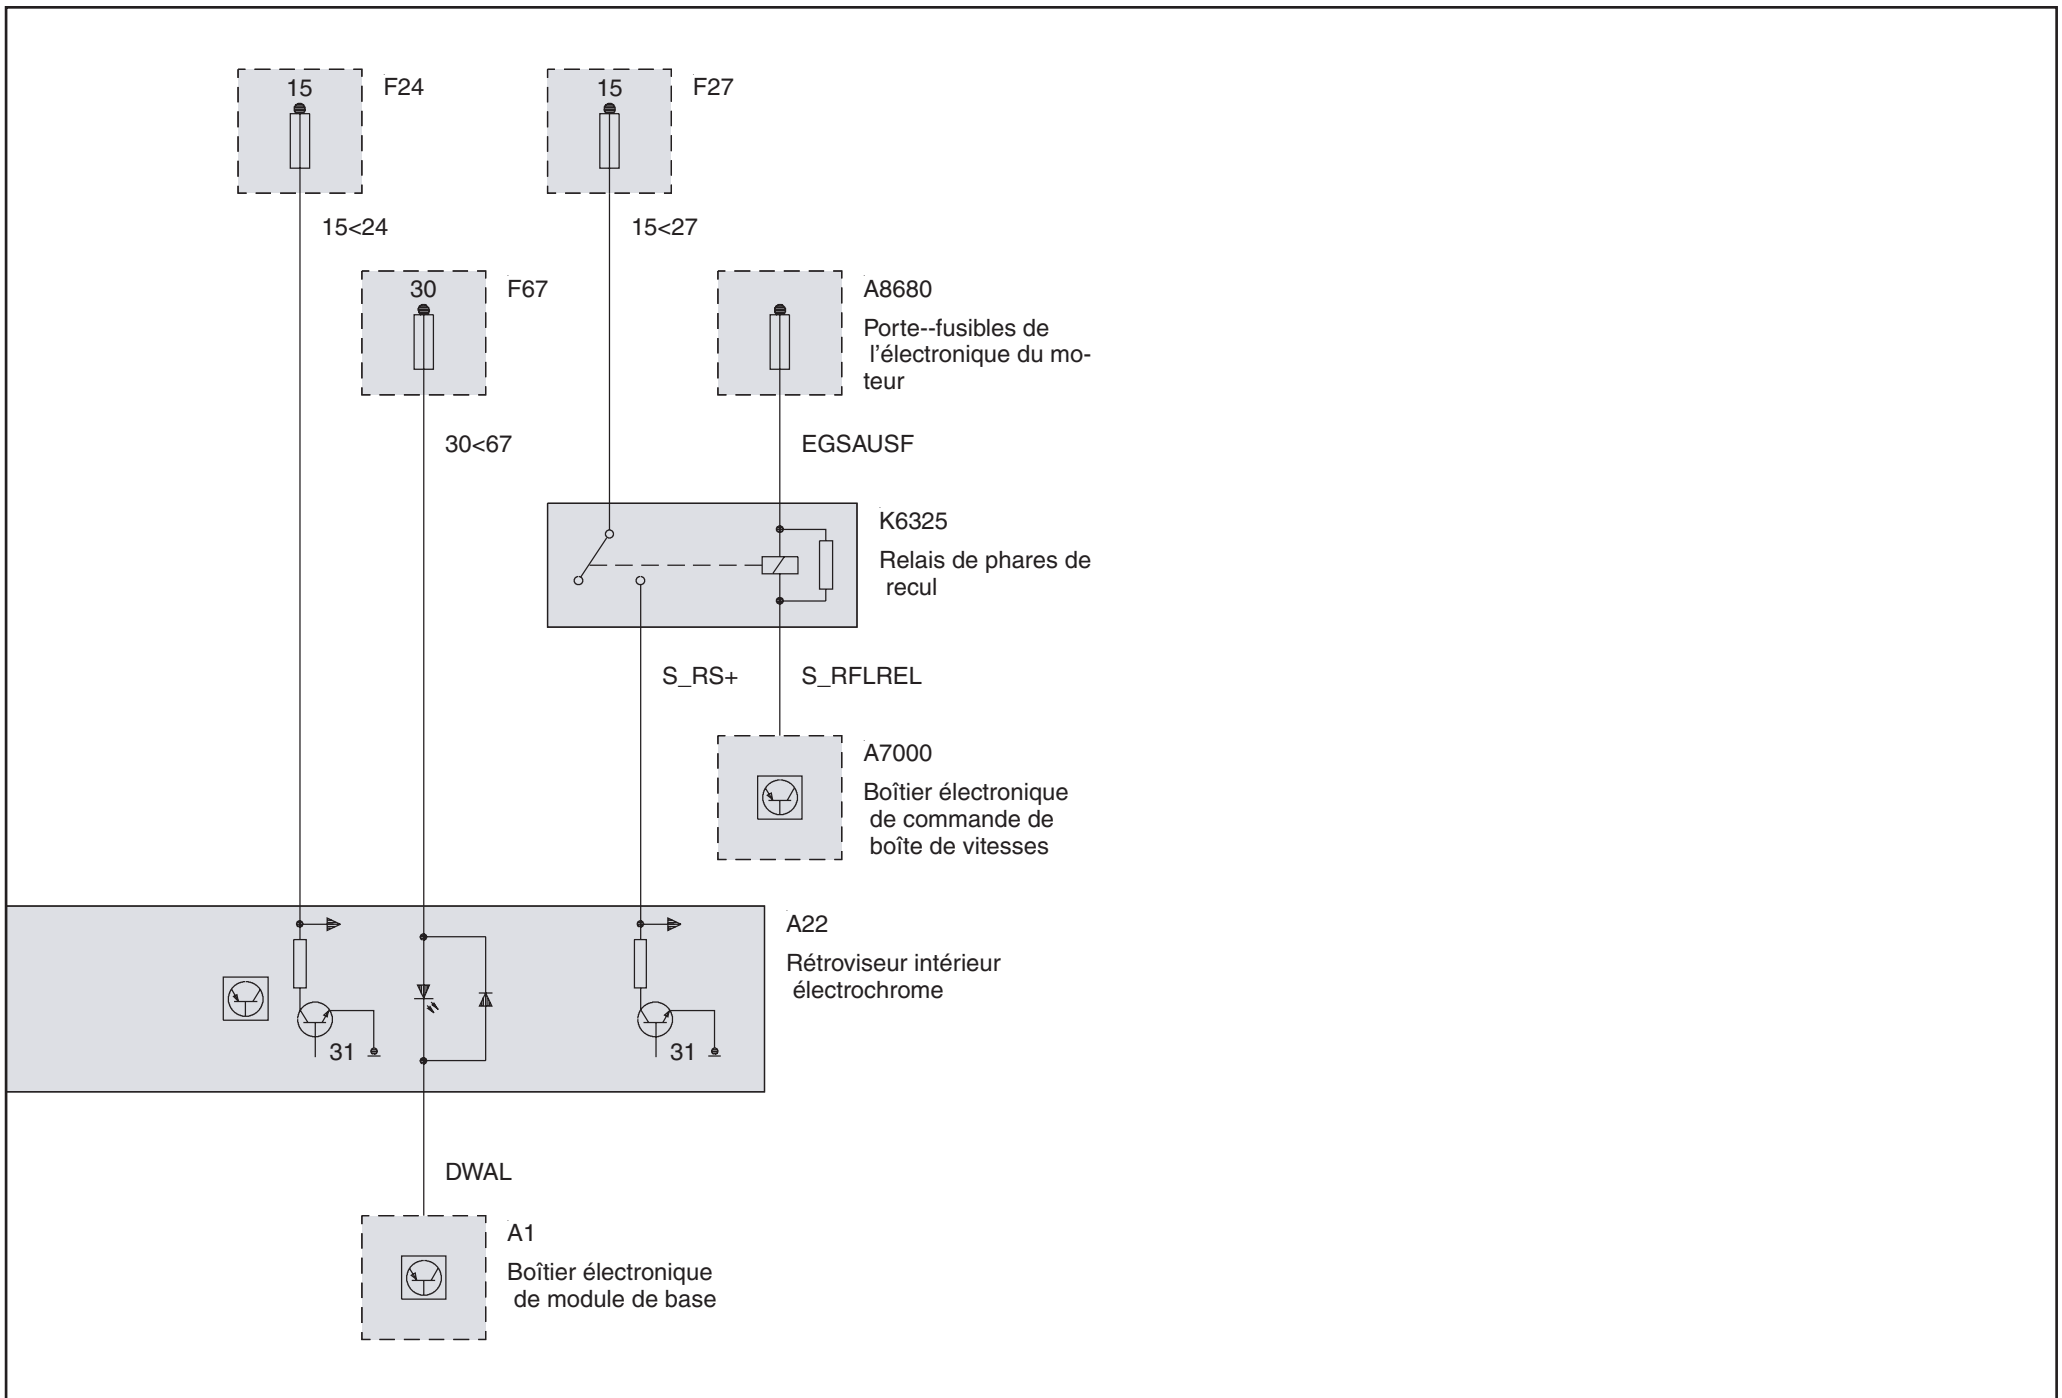 15
F24
15
F27
15<24
15<27
30
F67
A8680
Porte--fusibles de
l'électronique du mo-
teur
30<67
EGSAUSF
K6325
Relais de phares de
recul
S_RS+
S_RFLREL
A7000
Boîtier électronique
de commande de
boîte de vitesses
A22
Rétroviseur intérieur
électrochrome
31
31
DWAL
A1
Boîtier électronique
de module de base